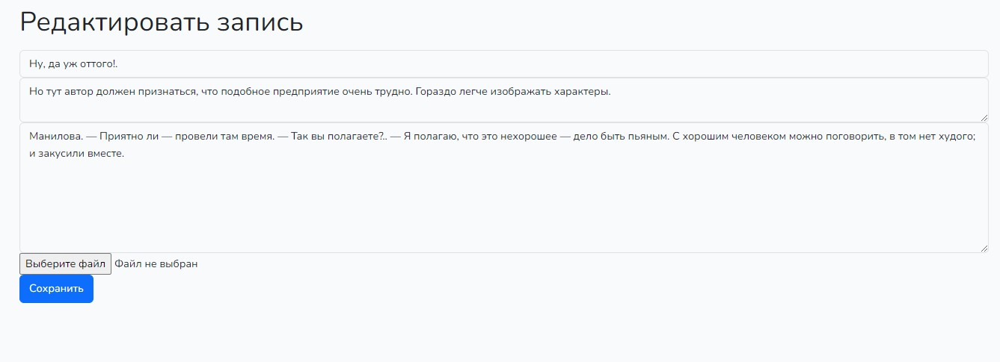 Редактировать запись
Ну, да уж оттого!.
Но тут автор должен признаться, что подобное предприятие очень трудно. Гораздо легче изображать характеры.
Манилова. — Приятно ли — провели там время. — Так вы полагаете?.. — Я полагаю, что это нехорошее — дело быть пьяным. С хорошим человеком можно поговорить, в том нет худого;
и закусили вместе.
Выберите файл Файл не выбран
Сохранить